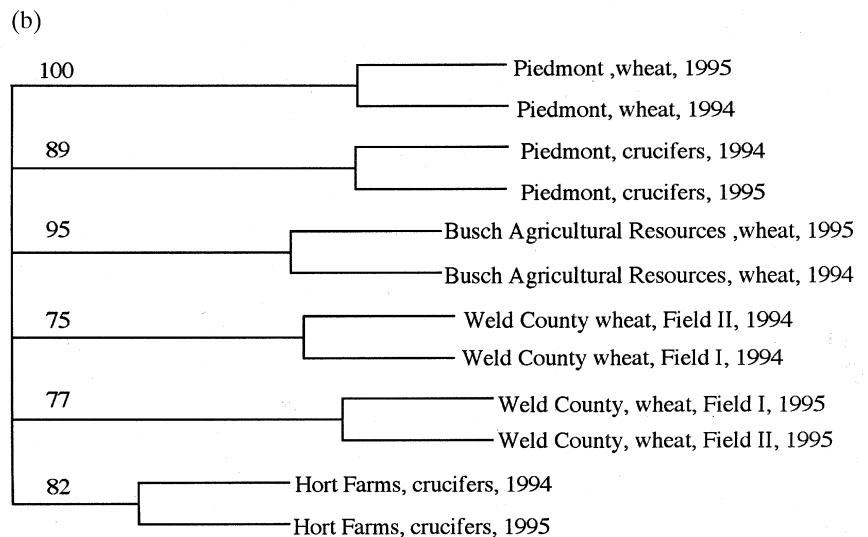 (b)
100
Piedmont ,wheat, 1995
Piedmont, wheat, 1994
89
Piedmont, crucifers, 1994
Piedmont, crucifers, 1995
95
Busch Agricultural Resources ,wheat, 1995
Busch Agricultural Resources, wheat, 1994
75
Weld County wheat, Field II, 1994
Weld County wheat, Field I, 1994
77
Weld County, wheat, Field I, 1995
Weld County, wheat, Field II, 1995
82
Hort Farms, crucifers, 1994
Hort Farms, crucifers, 1995